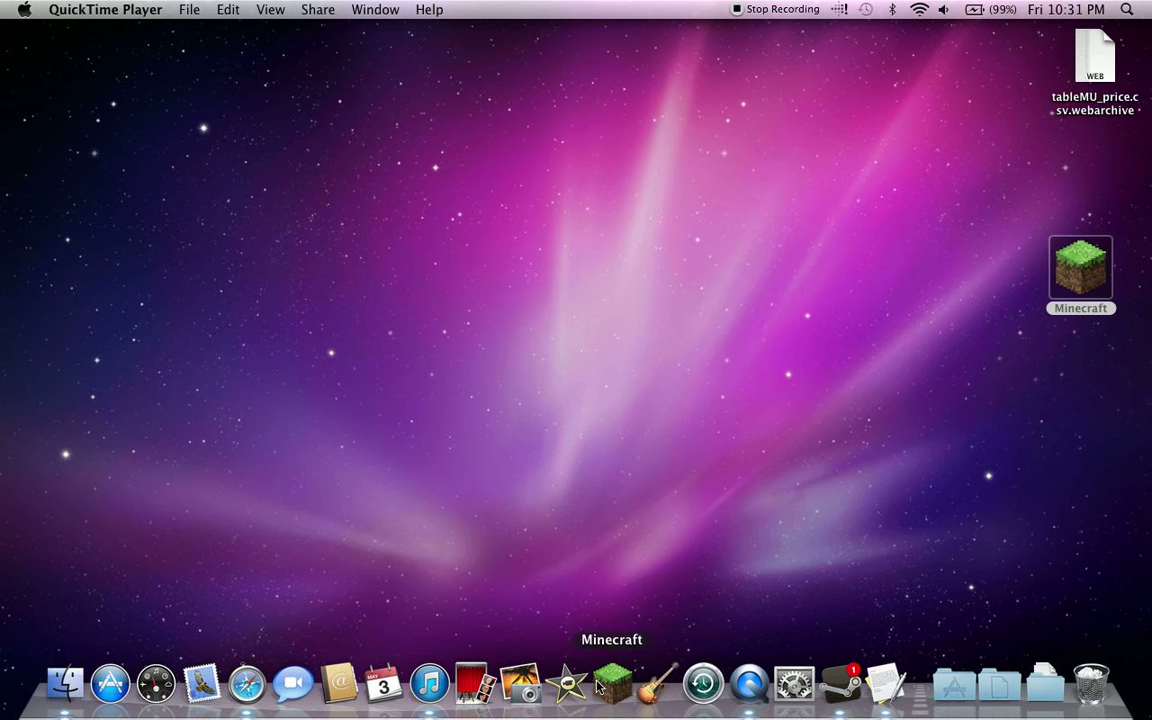 QuickTime Player File Edit View Share Window Help Stop Recording (99%) Fri 10:31 PM
WEB
tableMU_price.c
sv.webarchive
Minecraft
Minecraft
3
1